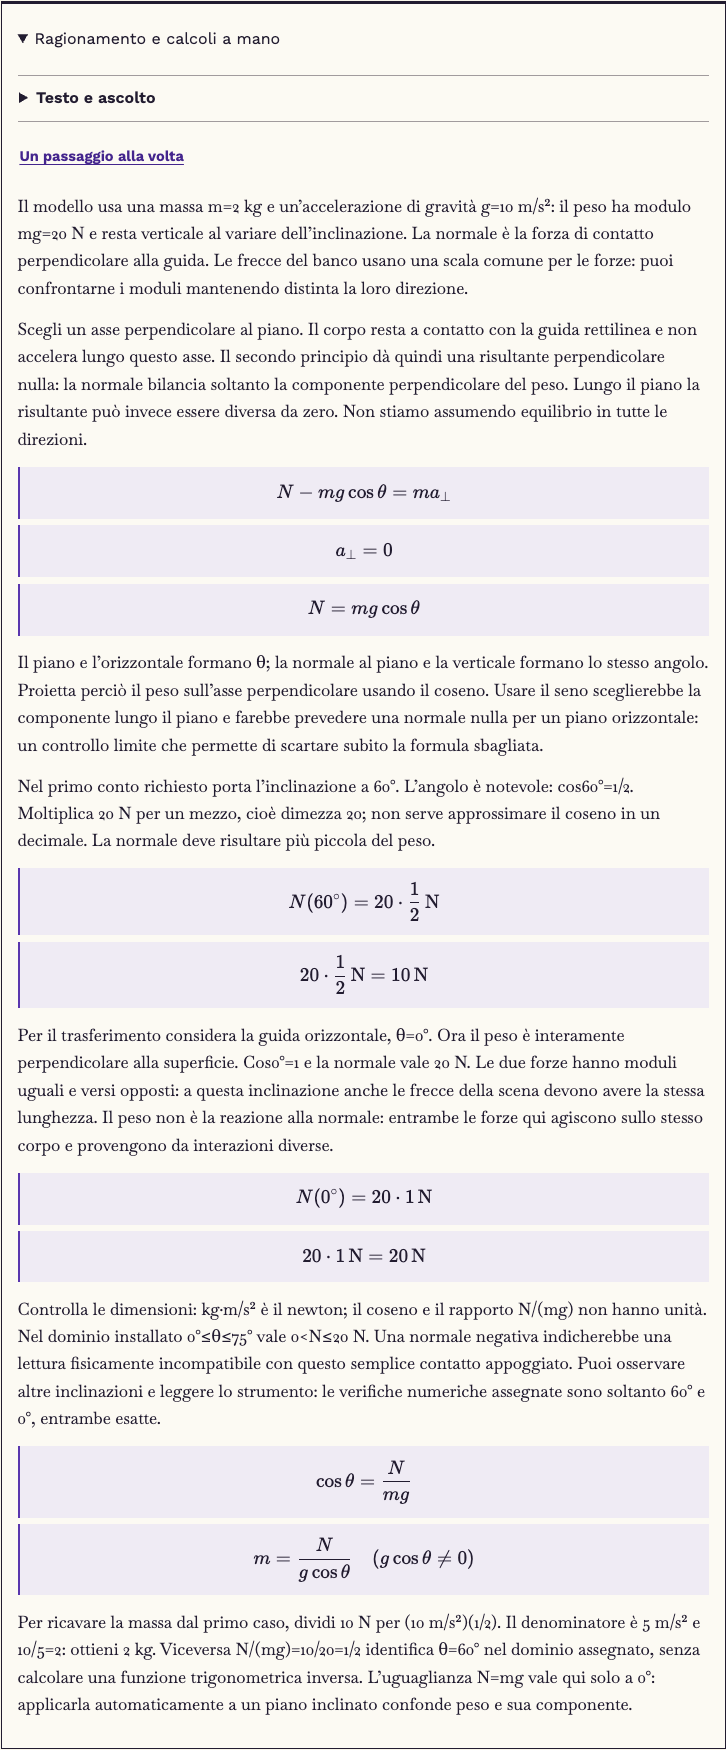 ▼ Ragionamento e calcoli a mano
▶ Testo e ascolto
Un passaggio alla volta
Il modello usa una massa m=2 kg e un’accelerazione di gravità g=10 m/s²: il peso ha modulo
mg=20 N e resta verticale al variare dell’inclinazione. La normale è la forza di contatto
perpendicolare alla guida. Le frecce del banco usano una scala comune per le forze: puoi
confrontarne i moduli mantenendo distinta la loro direzione.
Scegli un asse perpendicolare al piano. Il corpo resta a contatto con la guida rettilinea e non
accelera lungo questo asse. Il secondo principio dà quindi una risultante perpendicolare
nulla: la normale bilancia soltanto la componente perpendicolare del peso. Lungo il piano la
risultante può invece essere diversa da zero. Non stiamo assumendo equilibrio in tutte le
direzioni.
N − mg cos θ = ma⊥
a⊥ = 0
N = mg cos θ
Il piano e l’orizzontale formano θ; la normale al piano e la verticale formano lo stesso angolo.
Proietta perciò il peso sull’asse perpendicolare usando il coseno. Usare il seno sceglierebbe la
componente lungo il piano e farebbe prevedere una normale nulla per un piano orizzontale:
un controllo limite che permette di scartare subito la formula sbagliata.
Nel primo conto richiesto porta l’inclinazione a 60°. L’angolo è notevole: cos60°=1/2.
Moltiplica 20 N per un mezzo, cioè dimezza 20; non serve approssimare il coseno in un
decimale. La normale deve risultare più piccola del peso.
N(60°) = 20 · 1/2 N
20 · 1/2 N = 10 N
Per il trasferimento considera la guida orizzontale, θ=0°. Ora il peso è interamente
perpendicolare alla superficie. Cos0°=1 e la normale vale 20 N. Le due forze hanno moduli
uguali e versi opposti: a questa inclinazione anche le frecce della scena devono avere la stessa
lunghezza. Il peso non è la reazione alla normale: entrambe le forze qui agiscono sullo stesso
corpo e provengono da interazioni diverse.
N(0°) = 20 · 1 N
20 · 1 N = 20 N
Controlla le dimensioni: kg·m/s² è il newton; il coseno e il rapporto N/(mg) non hanno unità.
Nel dominio installato 0°≤θ≤75° vale 0<N≤20 N. Una normale negativa indicherebbe una
lettura fisicamente incompatibile con questo semplice contatto appoggiato. Puoi osservare
altre inclinazioni e leggere lo strumento: le verifiche numeriche assegnate sono soltanto 60° e
0°, entrambe esatte.
cos θ = N/mg
m = N/(g cos θ) (g cos θ ≠ 0)
Per ricavare la massa dal primo caso, dividi 10 N per (10 m/s²)(1/2). Il denominatore è 5 m/s² e
10/5=2: ottieni 2 kg. Viceversa N/(mg)=10/20=1/2 identifica θ=60° nel dominio assegnato, senza
calcolare una funzione trigonometrica inversa. L’uguaglianza N=mg vale qui solo a 0°:
applicarla automaticamente a un piano inclinato confonde peso e sua componente.